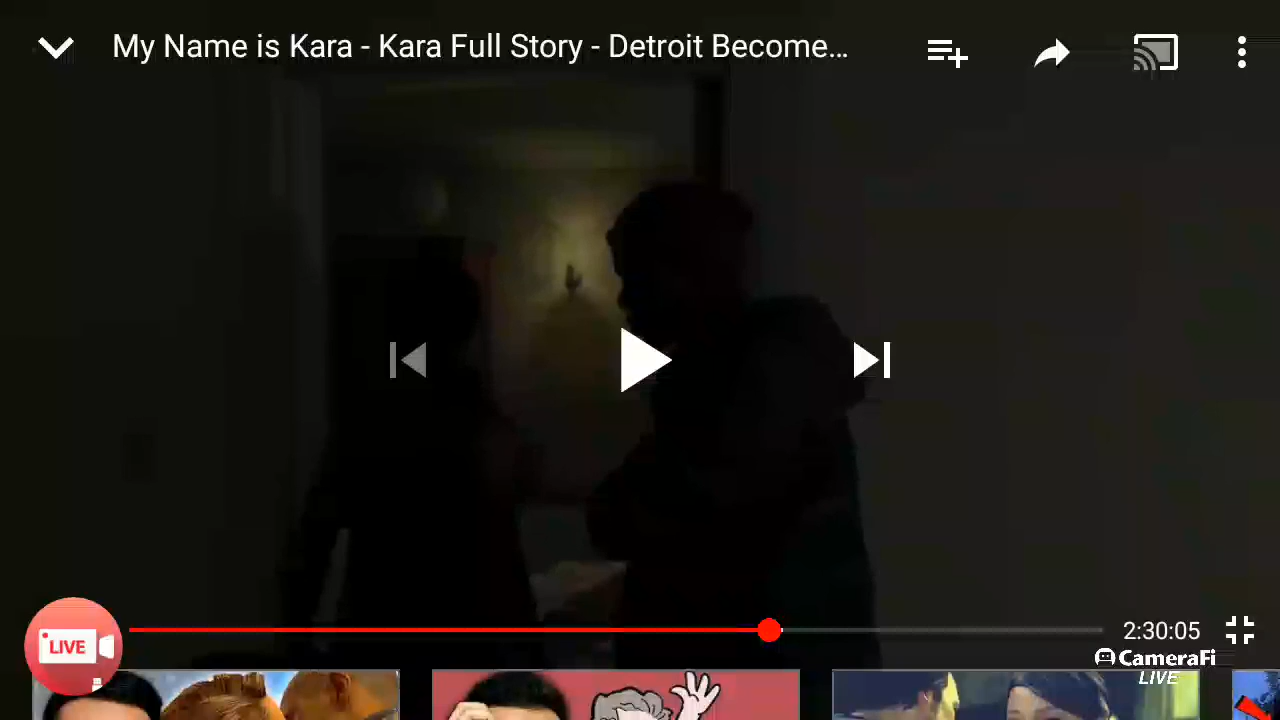 My Name is Kara - Kara Full Story - Detroit Become...
LIVE
2:30:05
CameraFi
LIVE